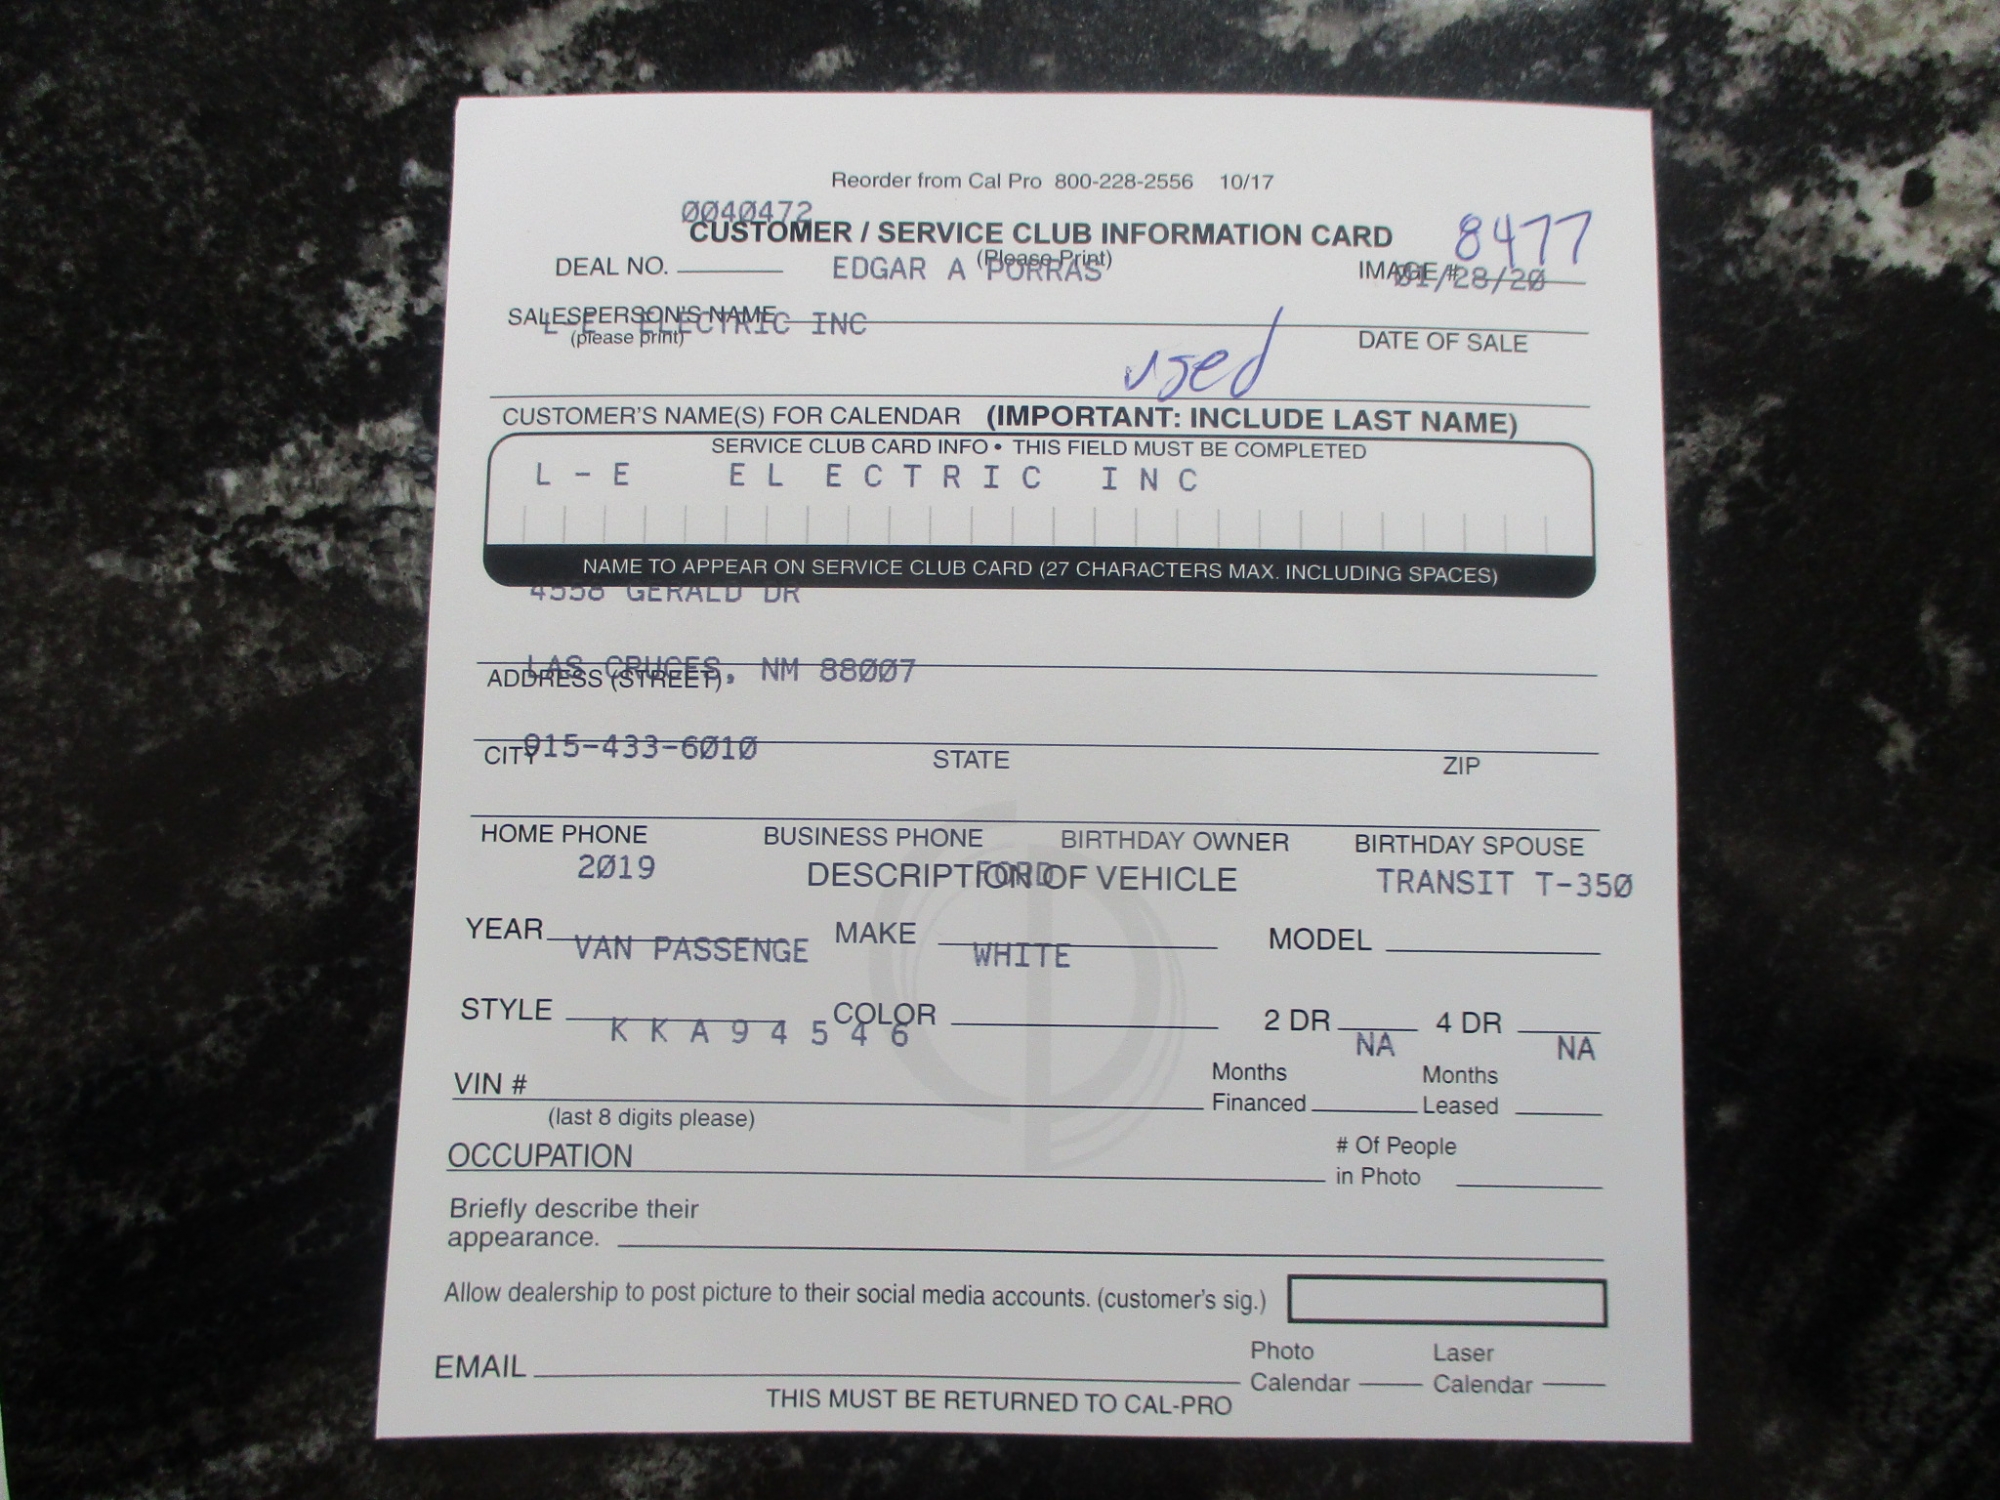 Reorder from Cal Pro 800-228-2556 10/17
0040472
CUSTOMER / SERVICE CLUB INFORMATION CARD
8477
(Please Print)
DEAL NO. EDGAR A PORRAS IMAGE# 01/28/20
SALESPERSON'S NAME L-E ELECTRIC INC
(please print) used DATE OF SALE
CUSTOMER'S NAME(S) FOR CALENDAR (IMPORTANT: INCLUDE LAST NAME)
SERVICE CLUB CARD INFO • THIS FIELD MUST BE COMPLETED
L-E ELECTRIC INC
NAME TO APPEAR ON SERVICE CLUB CARD (27 CHARACTERS MAX. INCLUDING SPACES)
GERALD DR
LAS CRUCES, NM 88007
ADDRESS (STREET)
915-433-6010
CITY STATE ZIP
HOME PHONE BUSINESS PHONE BIRTHDAY OWNER BIRTHDAY SPOUSE
2019 FORD TRANSIT T-350
DESCRIPTION OF VEHICLE
YEAR MAKE MODEL
VAN PASSENGE WHITE
STYLE COLOR 2 DR 4 DR
KKA94546 NA NA
VIN # Months Financed Months Leased
(last 8 digits please)
OCCUPATION # Of People in Photo
Briefly describe their
appearance.
Allow dealership to post picture to their social media accounts. (customer's sig.)
EMAIL Photo Calendar Laser Calendar
THIS MUST BE RETURNED TO CAL-PRO